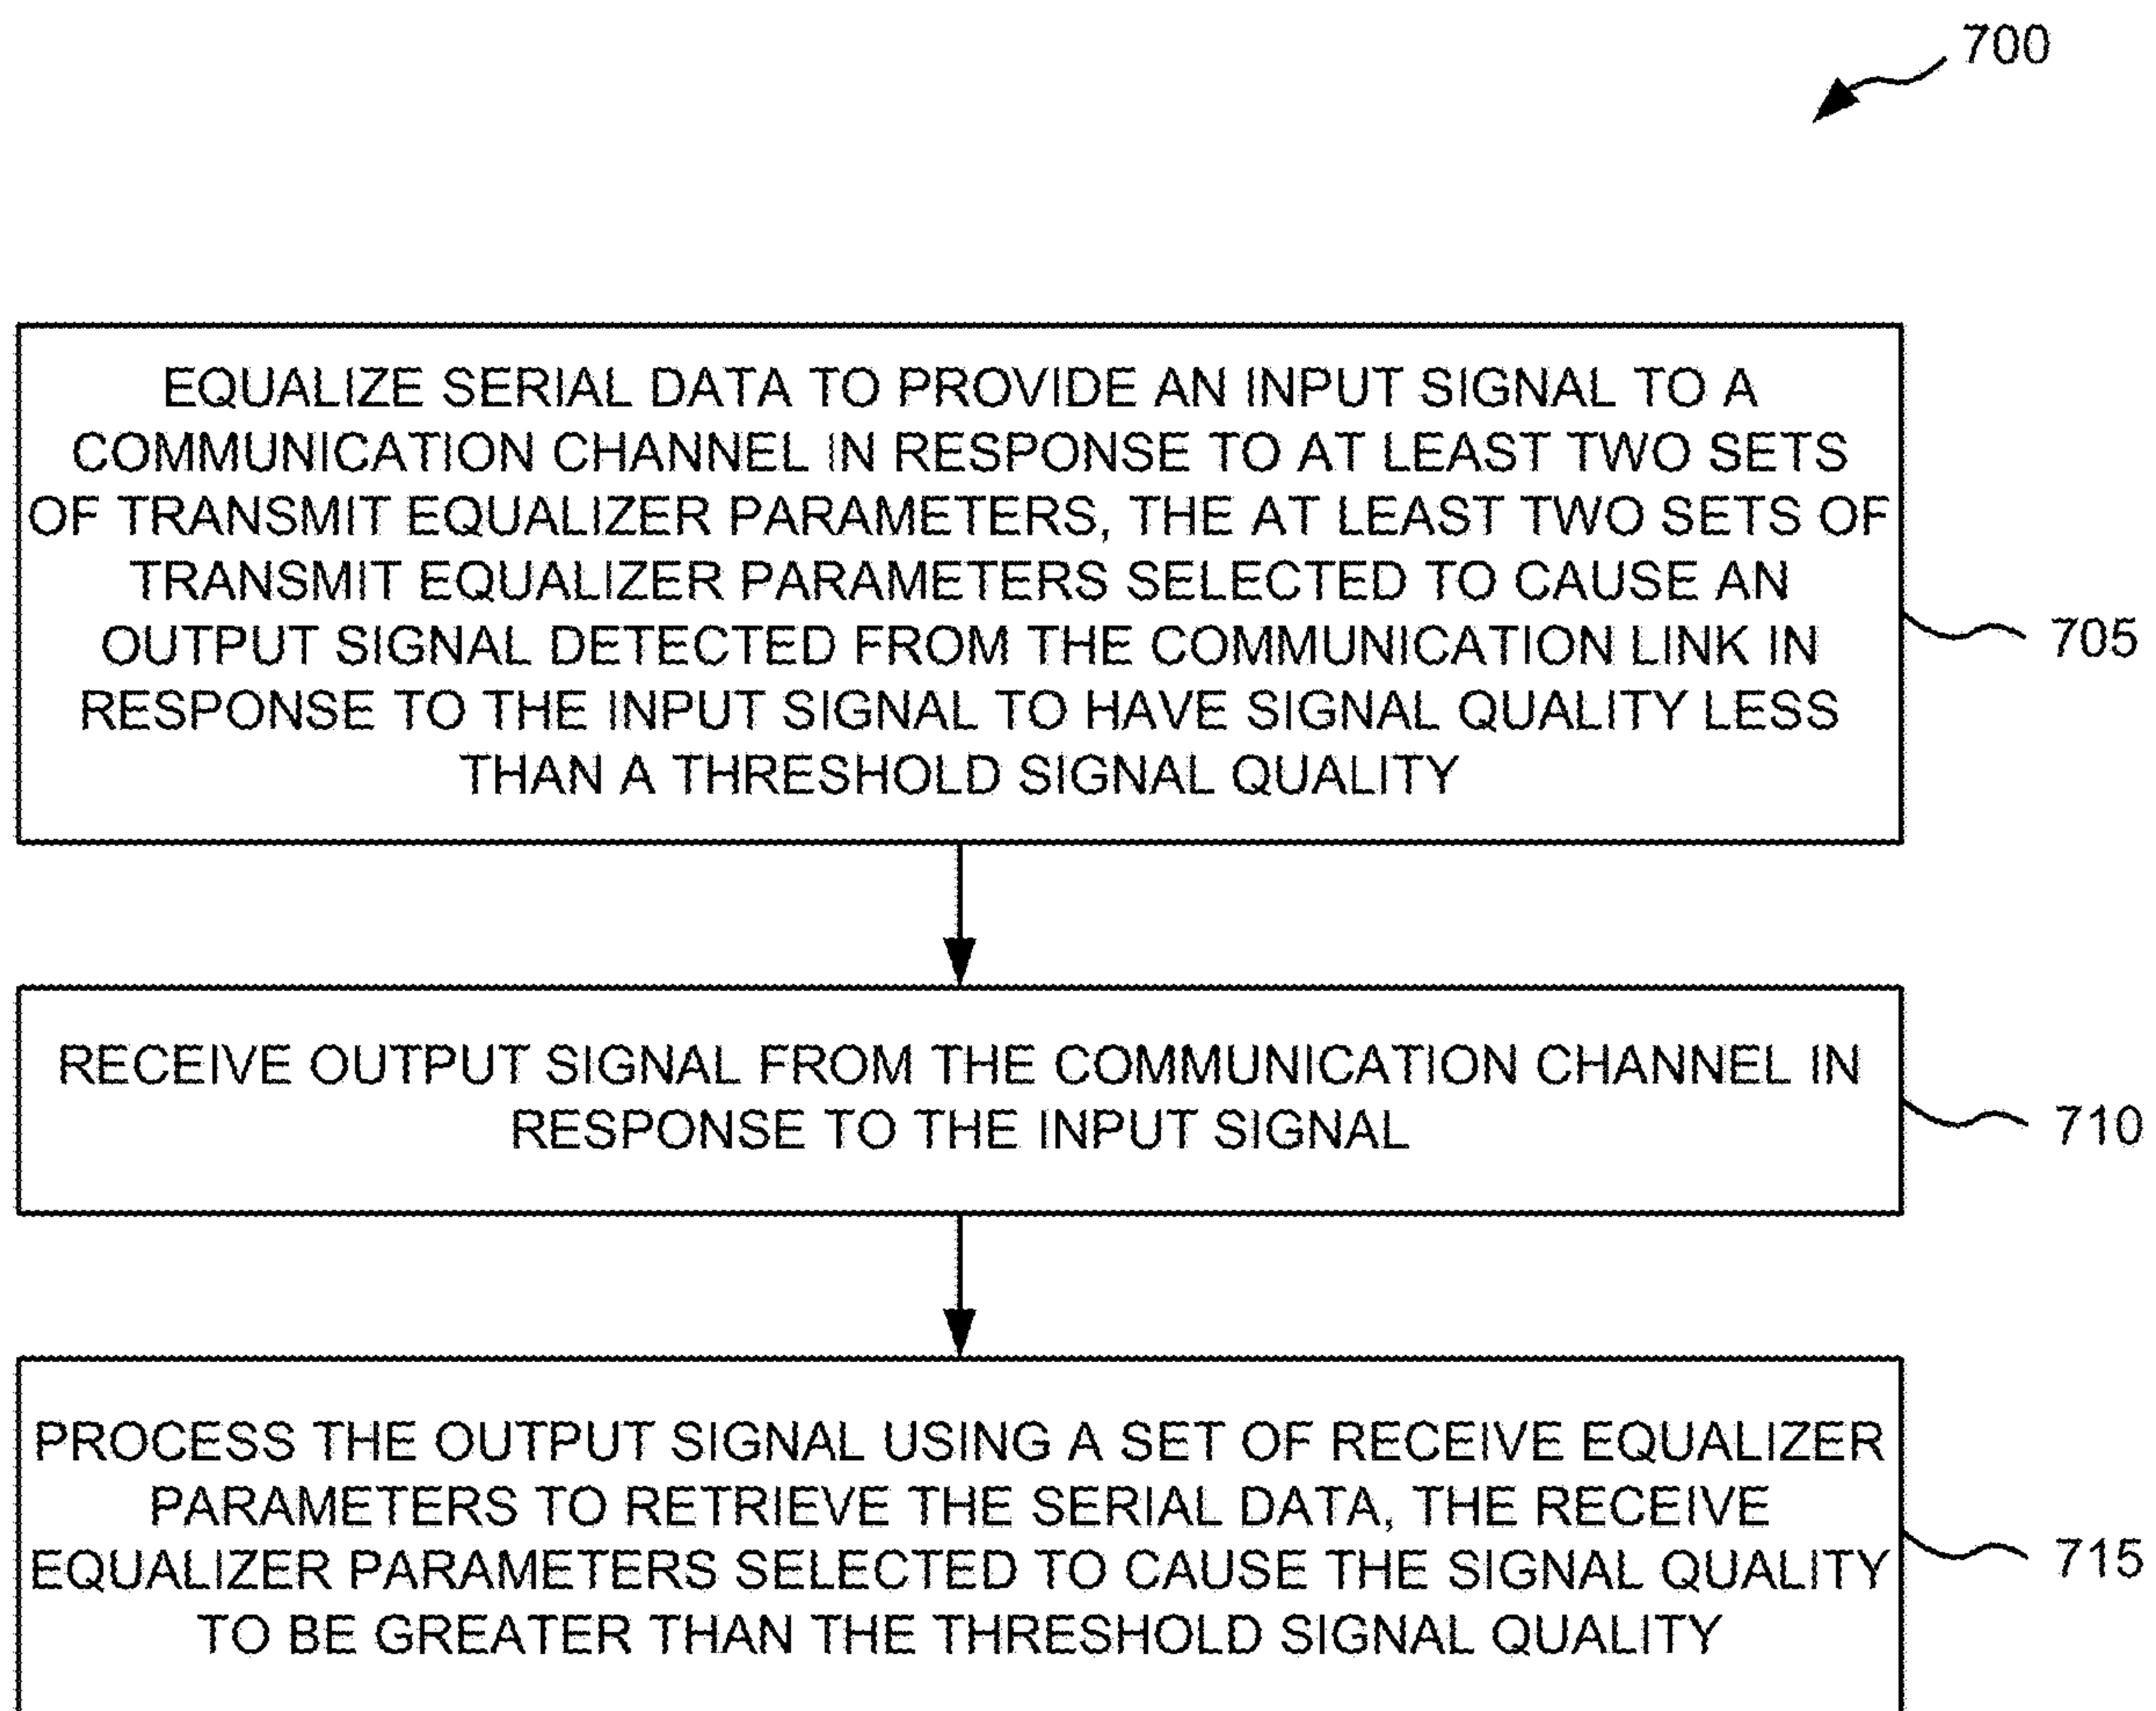 700
EQUALIZE SERIAL DATA TO PROVIDE AN INPUT SIGNAL TO A
COMMUNICATION CHANNEL IN RESPONSE TO AT LEAST TWO SETS
OF TRANSMIT EQUALIZER PARAMETERS, THE AT LEAST TWO SETS OF
TRANSMIT EQUALIZER PARAMETERS SELECTED TO CAUSE AN
OUTPUT SIGNAL DETECTED FROM THE COMMUNICATION LINK IN
RESPONSE TO THE INPUT SIGNAL TO HAVE SIGNAL QUALITY LESS
THAN A THRESHOLD SIGNAL QUALITY
705
RECEIVE OUTPUT SIGNAL FROM THE COMMUNICATION CHANNEL IN
RESPONSE TO THE INPUT SIGNAL
710
PROCESS THE OUTPUT SIGNAL USING A SET OF RECEIVE EQUALIZER
PARAMETERS TO RETRIEVE THE SERIAL DATA, THE RECEIVE
EQUALIZER PARAMETERS SELECTED TO CAUSE THE SIGNAL QUALITY
TO BE GREATER THAN THE THRESHOLD SIGNAL QUALITY
715